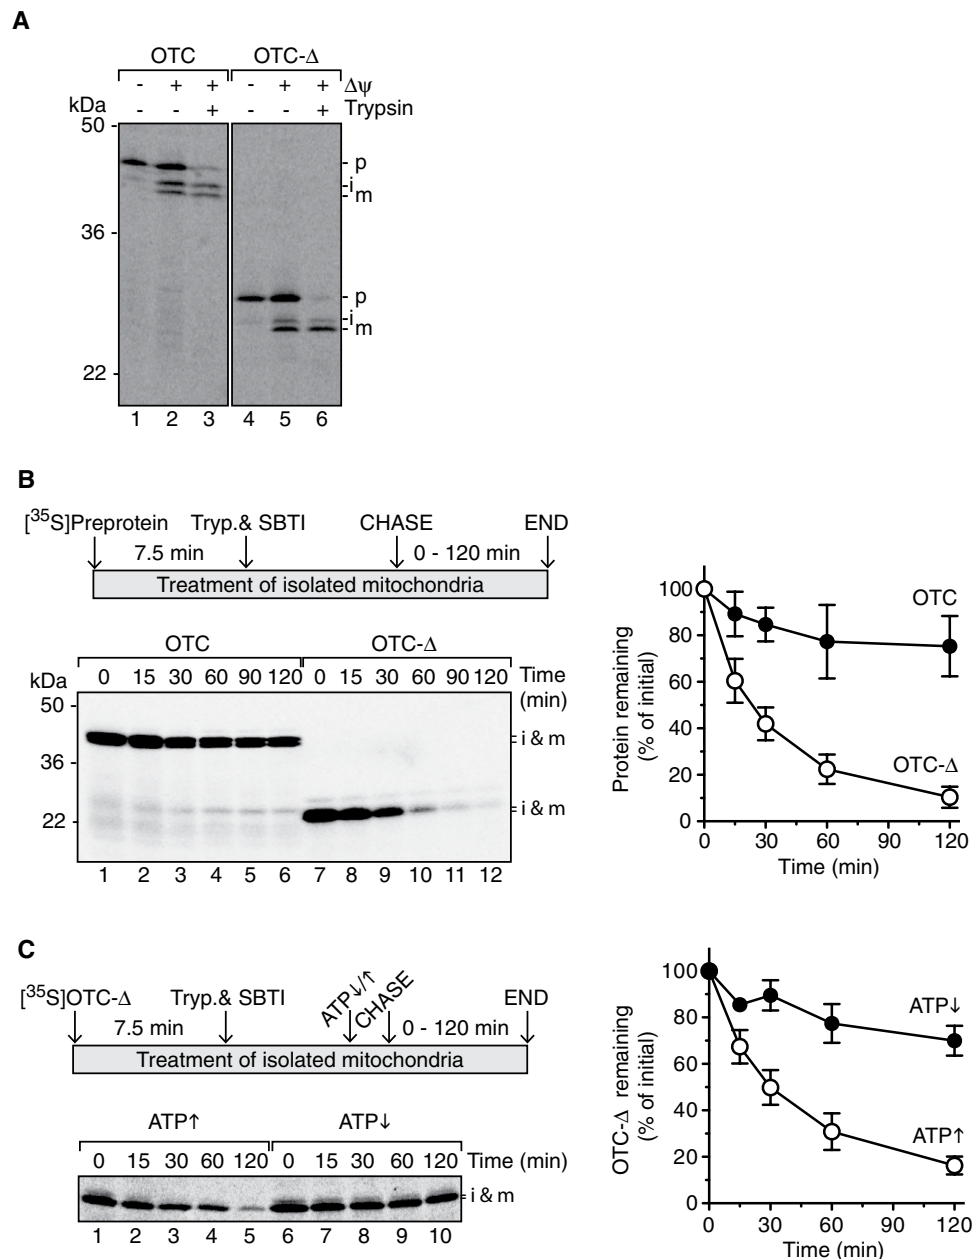 A
OTC OTC-Δ
- + + - + + Δψ
kDa - - + - - + Trypsin
50
p
i
m
36
p
i
m
22
1 2 3 4 5 6
B
[35S]Preprotein Tryp.& SBTI CHASE END
7.5 min 0 - 120 min
Treatment of isolated mitochondria
OTC OTC-Δ
0 15 30 60 90 120 0 15 30 60 90 120 Time (min)
kDa
50
i & m
36
i & m
22
1 2 3 4 5 6 7 8 9 10 11 12
Protein remaining
(% of initial)
100
80
60
40
20
0
OTC
OTC-Δ
0 30 60 90 120
Time (min)
C
[35S]OTC-Δ Tryp.& SBTI ATP↓/↑ CHASE END
7.5 min 0 - 120 min
Treatment of isolated mitochondria
ATP↑ ATP↓
0 15 30 60 120 0 15 30 60 120 Time (min)
i & m
1 2 3 4 5 6 7 8 9 10
OTC-Δ remaining
(% of initial)
100
80
60
40
20
0
ATP↓
ATP↑
0 30 60 90 120
Time (min)